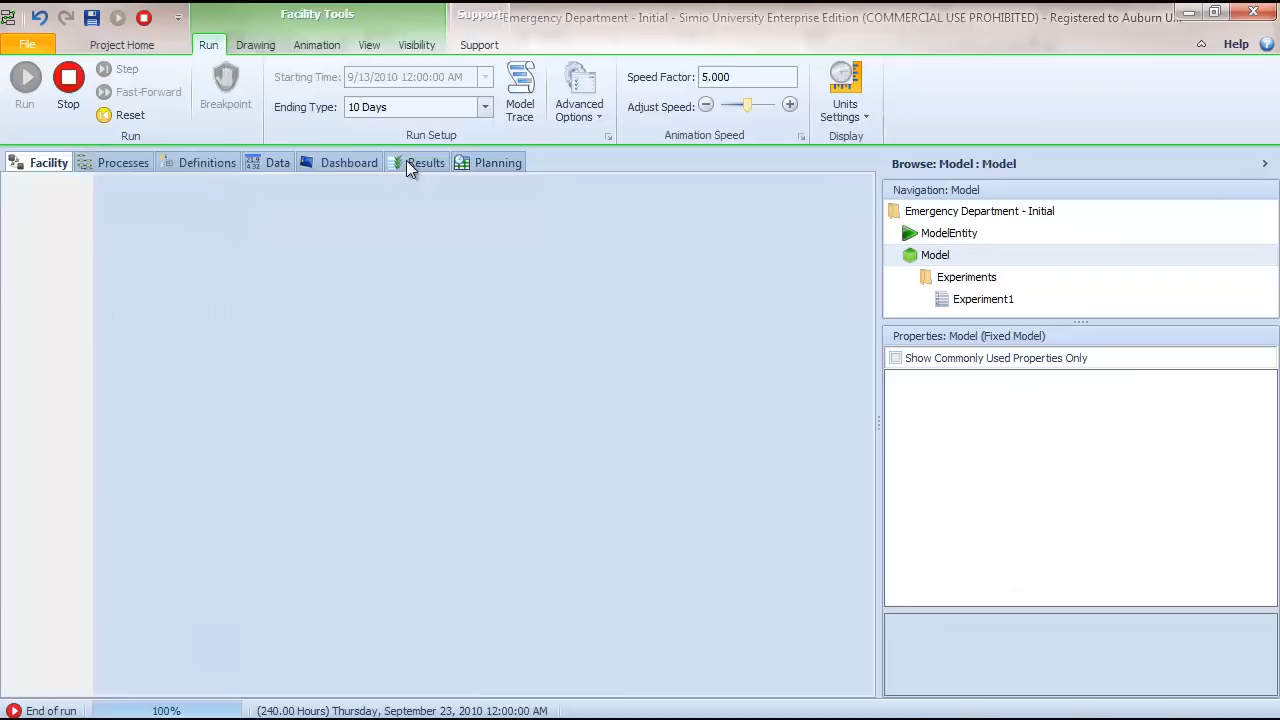 Facility Tools
Support
Emergency Department - Initial - Simio University Enterprise Edition (COMMERCIAL USE PROHIBITED) - Registered to Auburn U...
File
Project Home
Run
Drawing
Animation
View
Visibility
Support
Help
Run
Stop
Step
Fast-Forward
Reset
Run
Breakpoint
Starting Time: 9/13/2010 12:00:00 AM
Ending Type: 10 Days
Run Setup
Model Trace
Advanced Options
Speed Factor: 5.000
Adjust Speed:
Animation Speed
Units Settings
Display
Facility
Processes
Definitions
21.9
4.32
Data
Dashboard
Results
Planning
Browse: Model : Model
Navigation: Model
Emergency Department - Initial
ModelEntity
Model
Experiments
Experiment1
Properties: Model (Fixed Model)
Show Commonly Used Properties Only
End of run
100%
(240.00 Hours) Thursday, September 23, 2010 12:00:00 AM